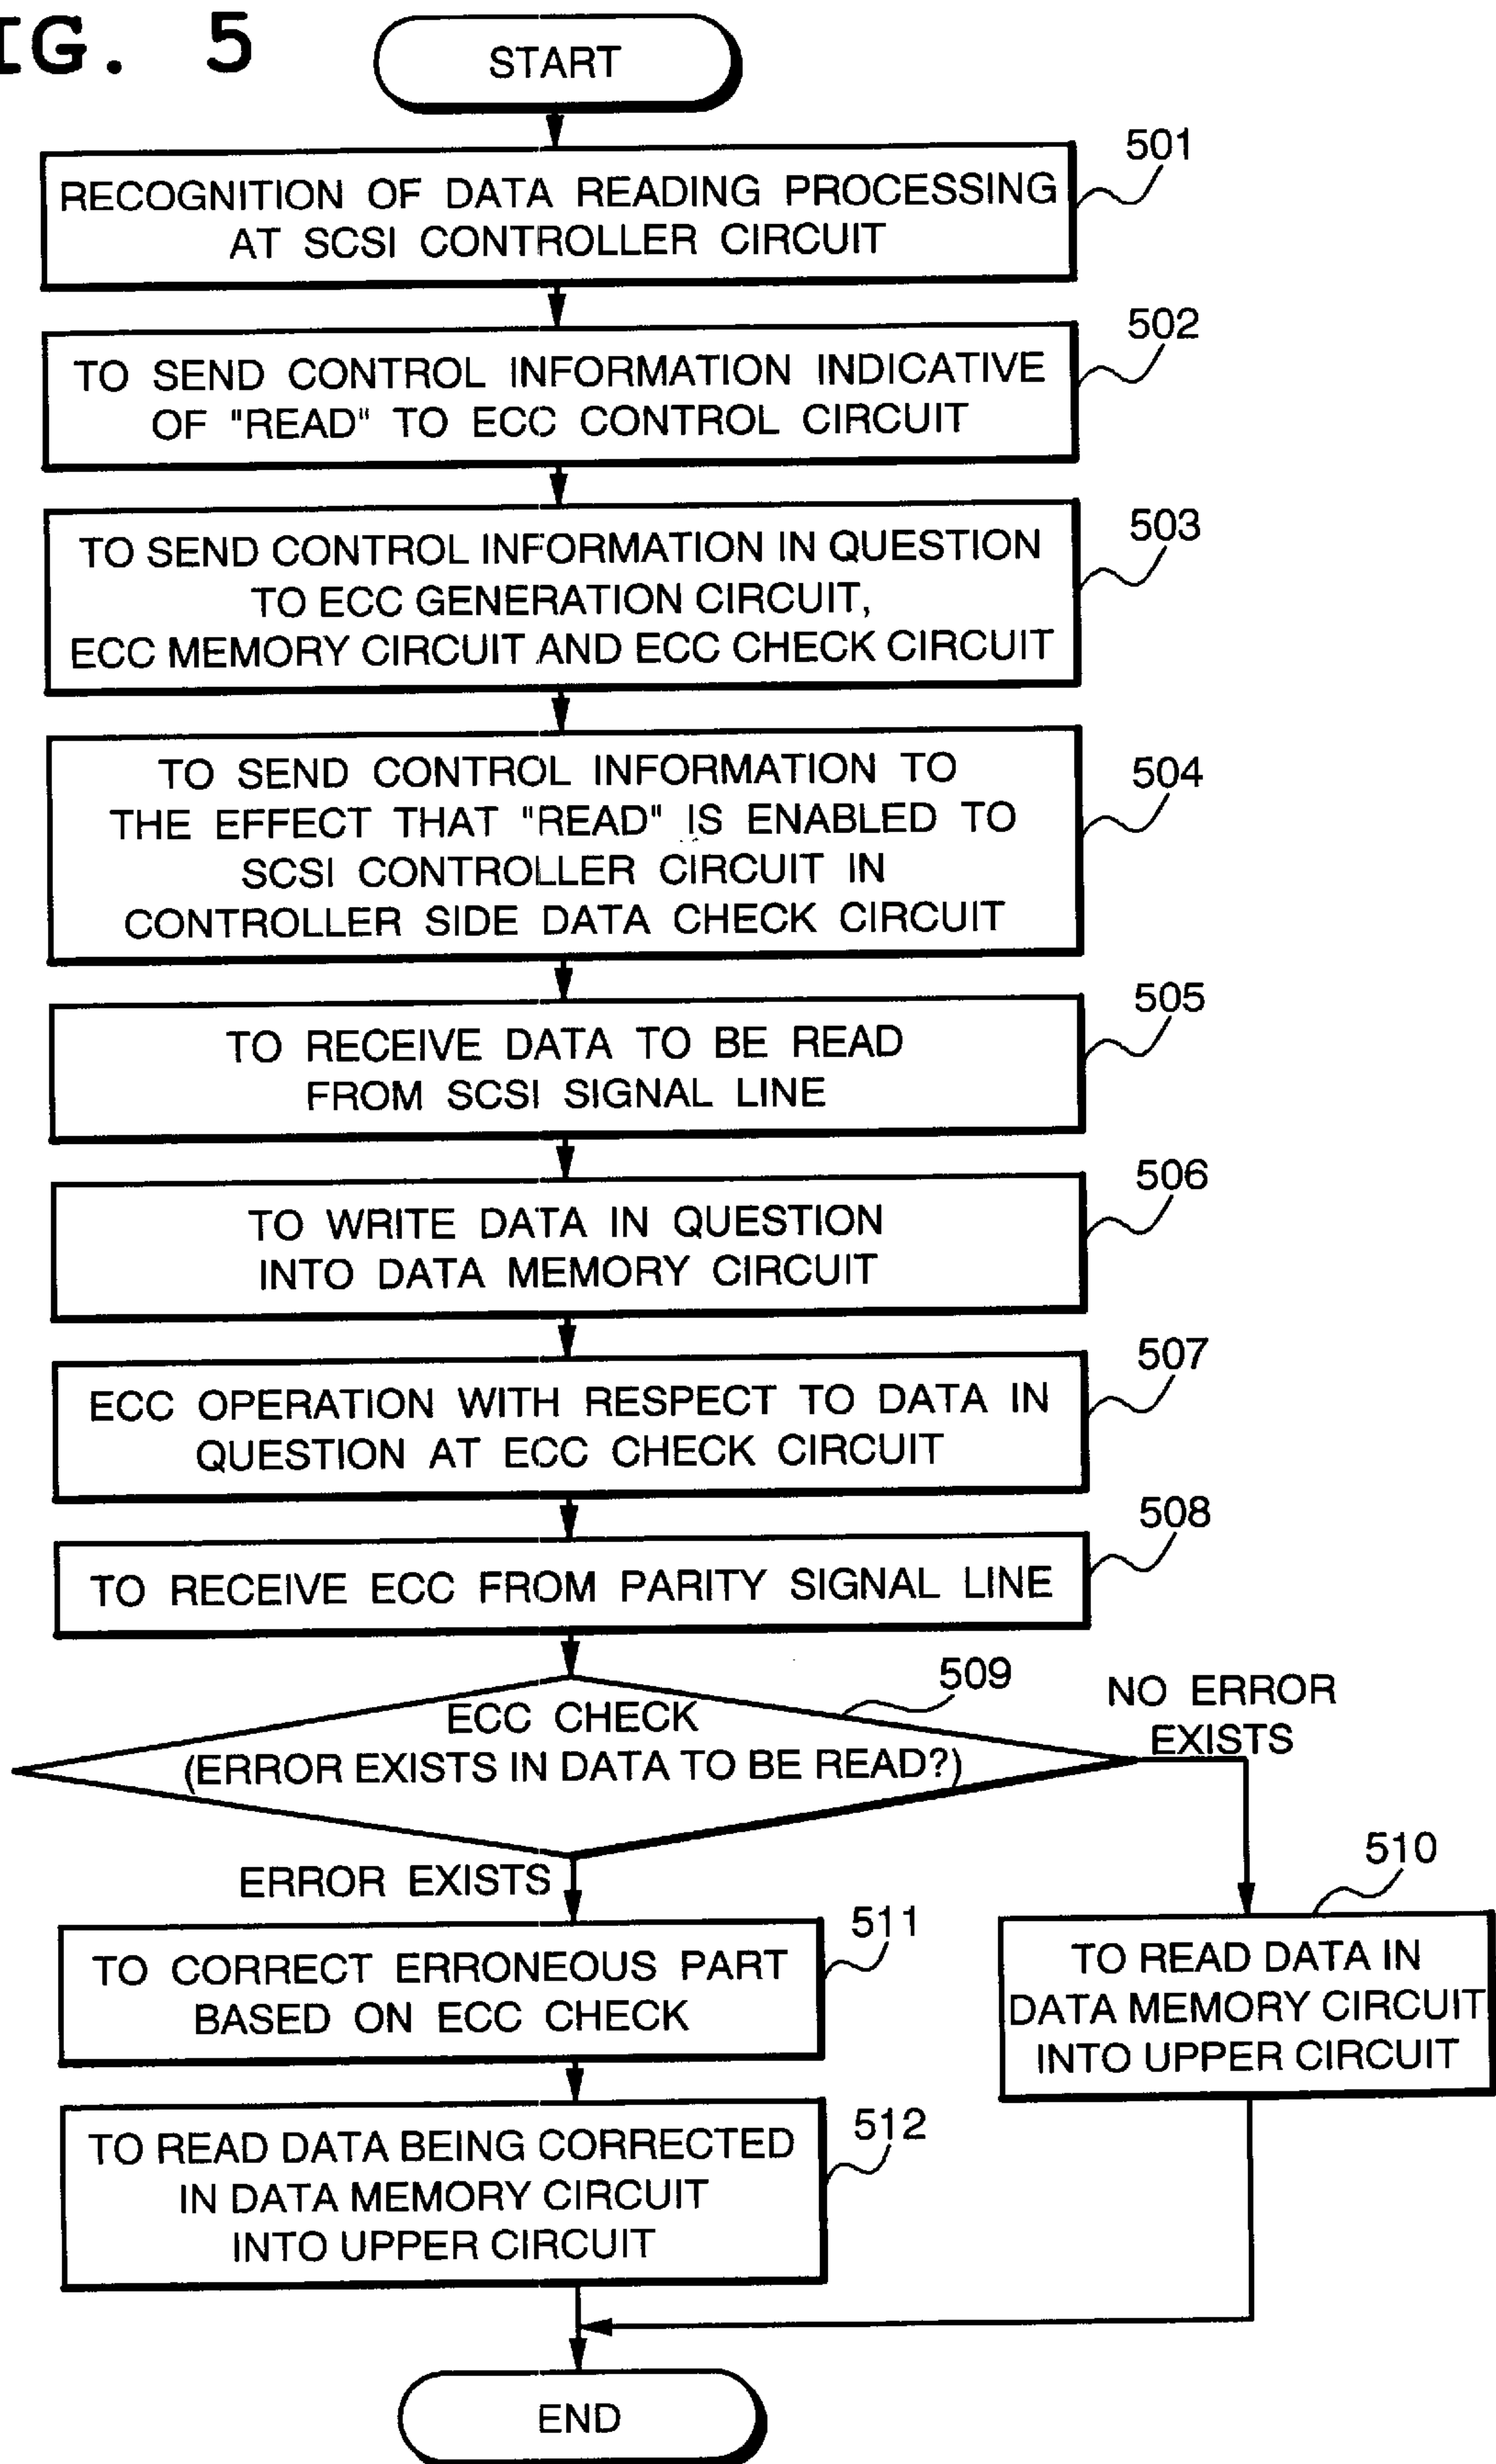 IG. 5
START
501
RECOGNITION OF DATA READING PROCESSING
AT SCSI CONTROLLER CIRCUIT
502
TO SEND CONTROL INFORMATION INDICATIVE
OF "READ" TO ECC CONTROL CIRCUIT
503
TO SEND CONTROL INFORMATION IN QUESTION
TO ECC GENERATION CIRCUIT,
ECC MEMORY CIRCUIT AND ECC CHECK CIRCUIT
504
TO SEND CONTROL INFORMATION TO
THE EFFECT THAT "READ" IS ENABLED TO
SCSI CONTROLLER CIRCUIT IN
CONTROLLER SIDE DATA CHECK CIRCUIT
505
TO RECEIVE DATA TO BE READ
FROM SCSI SIGNAL LINE
506
TO WRITE DATA IN QUESTION
INTO DATA MEMORY CIRCUIT
507
ECC OPERATION WITH RESPECT TO DATA IN
QUESTION AT ECC CHECK CIRCUIT
508
TO RECEIVE ECC FROM PARITY SIGNAL LINE
509
ECC CHECK
(ERROR EXISTS IN DATA TO BE READ?)
NO ERROR
EXISTS
ERROR EXISTS
510
TO READ DATA IN
DATA MEMORY CIRCUIT
INTO UPPER CIRCUIT
511
TO CORRECT ERRONEOUS PART
BASED ON ECC CHECK
512
TO READ DATA BEING CORRECTED
IN DATA MEMORY CIRCUIT
INTO UPPER CIRCUIT
END